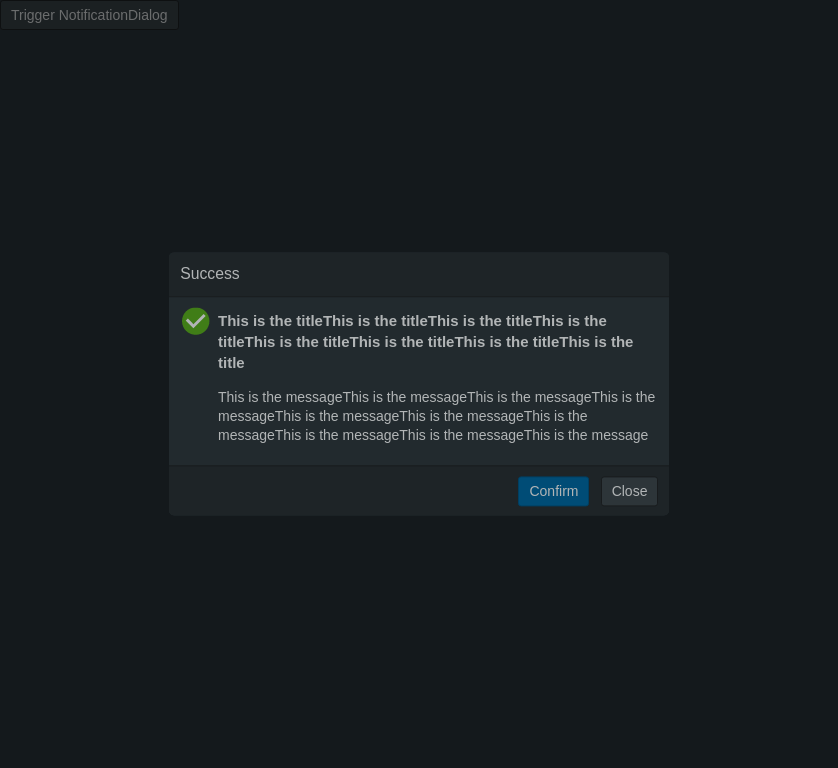 Trigger NotificationDialog
Success
This is the titleThis is the titleThis is the titleThis is the
titleThis is the titleThis is the titleThis is the titleThis is the
title
This is the messageThis is the messageThis is the messageThis is the
messageThis is the messageThis is the messageThis is the
messageThis is the messageThis is the messageThis is the message
Confirm Close